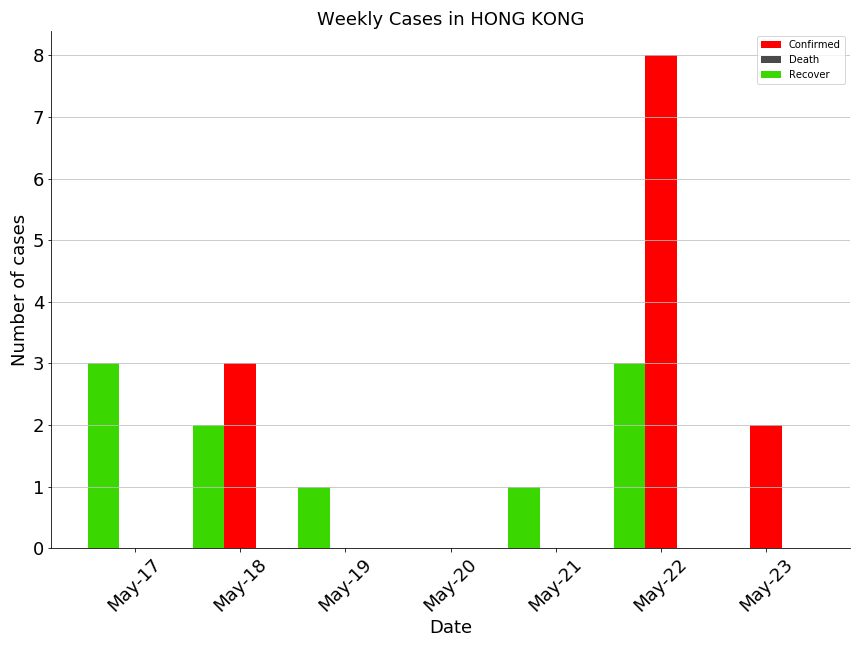 Weekly Cases in HONG KONG
Confirmed
Death
Recover
Number of cases
8
7
6
5
4
3
2
1
0
May-17
May-18
May-19
May-20
May-21
May-22
May-23
Date